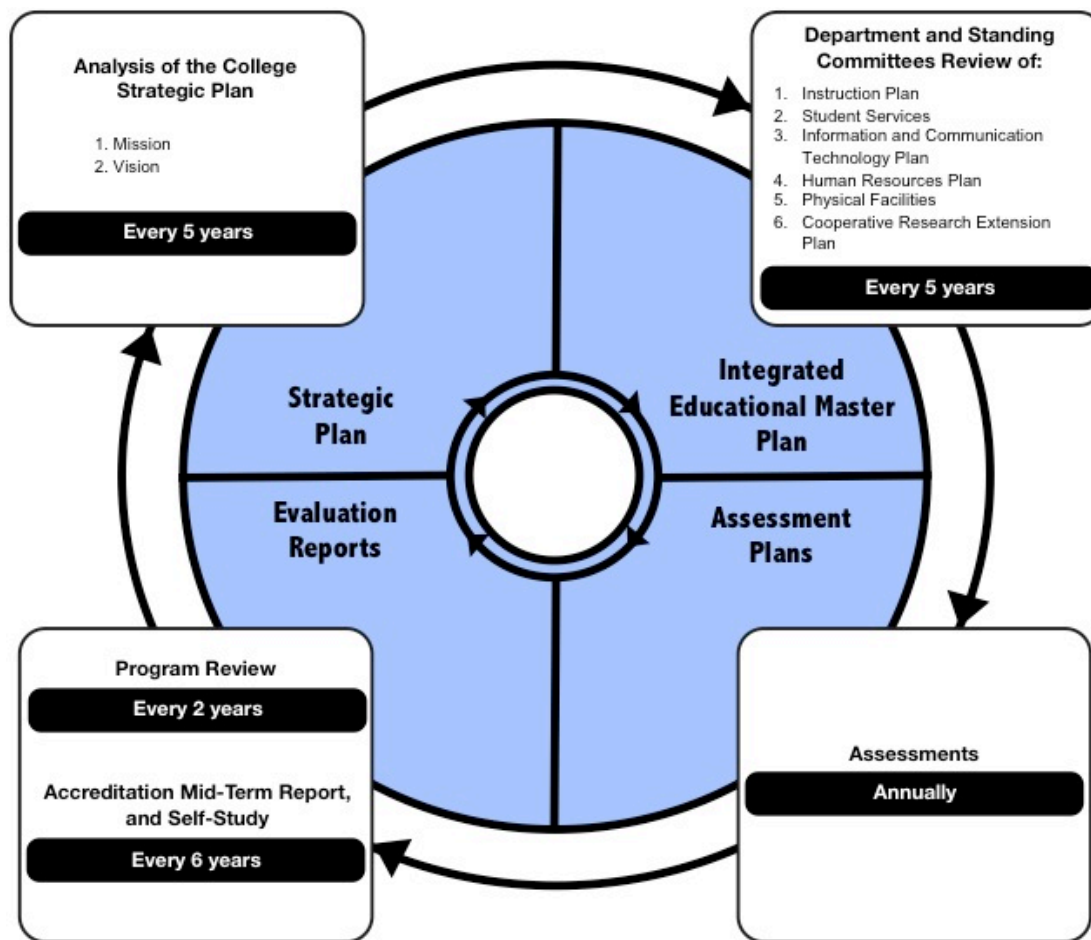 Analysis of the College
Strategic Plan
1. Mission
2. Vision
Every 5 years
Department and Standing
Committees Review of:
1. Instruction Plan
2. Student Services
3. Information and Communication
Technology Plan
4. Human Resources Plan
5. Physical Facilities
6. Cooperative Research Extension
Plan
Every 5 years
Strategic
Plan
Integrated
Educational Master
Plan
Evaluation
Reports
Assessment
Plans
Program Review
Every 2 years
Accreditation Mid-Term Report,
and Self-Study
Every 6 years
Assessments
Annually